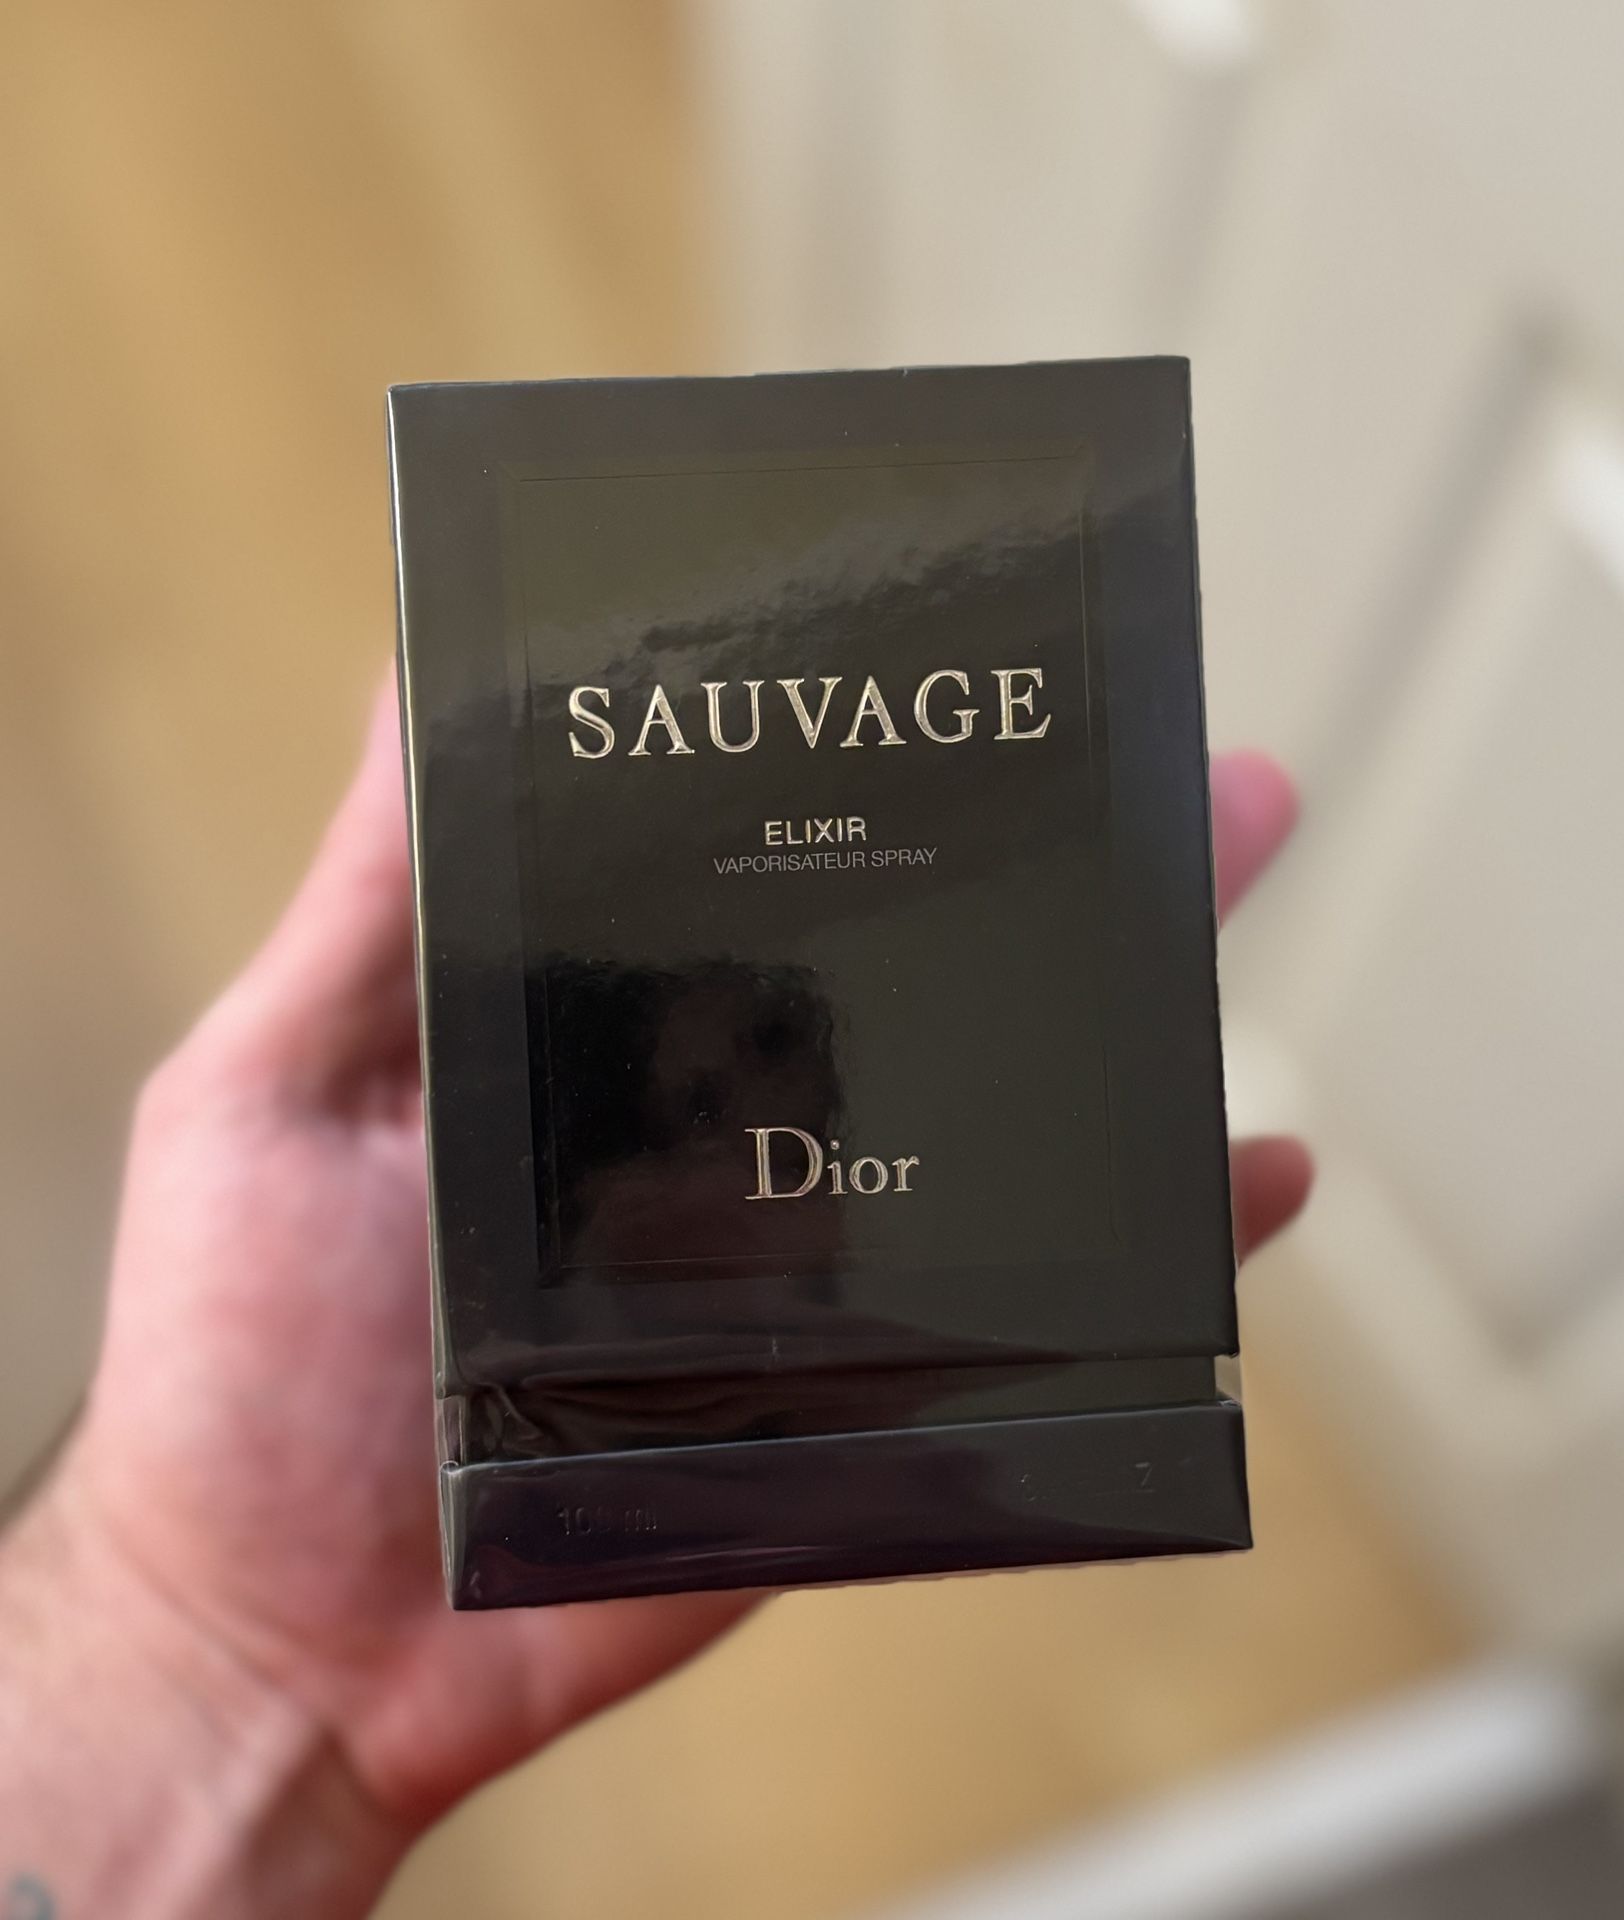 SAUVAGE
ELIXIR
VAPORISATEUR SPRAY
Dior